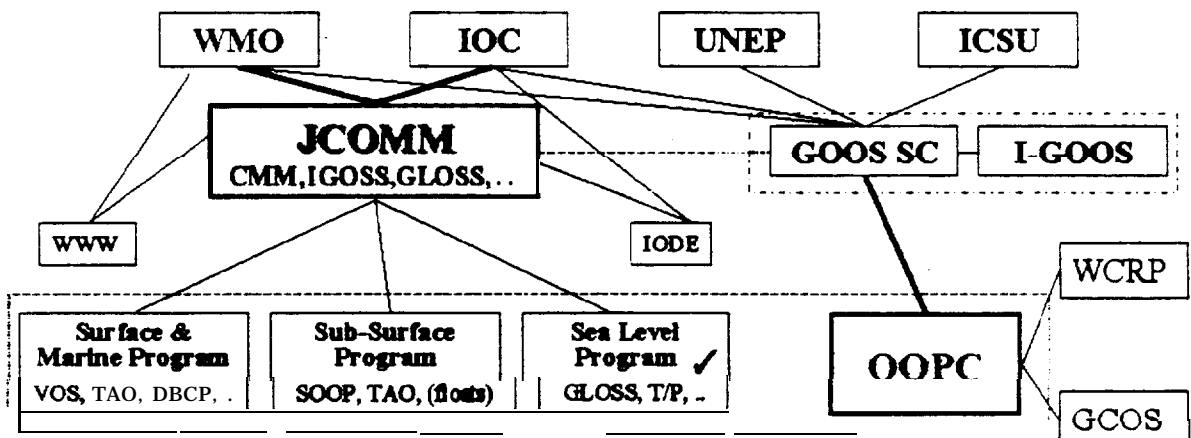 WMO
IOC
UNEP
ICSU
JCOMM
CMM,IGOSS,GLOSS,..
GOOS SC
I-GOOS
WWW
IODE
WCRP
Surface &
Marine Program
VOS, TAO, DBCP, .
Sub-Surface
Program
SOOP, TAO, (floats)
Sea Level
Program ✓
GLOSS, T/P, ..
OOPC
GCOS